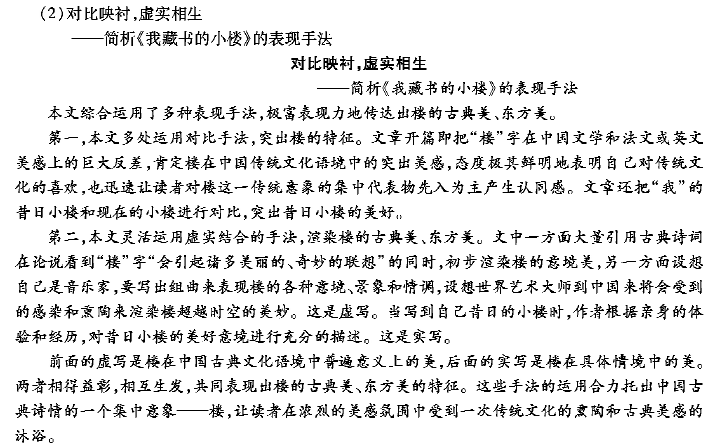 (2)对比映衬,虚实相生
——简析《我藏书的小楼》的表现手法
对比映衬,虚实相生
——简析《我藏书的小楼》的表现手法
本文综合运用了多种表现手法,极富表现力地传达出楼的古典美、东方美。
第一,本文多处运用对比手法,突出楼的特征。文章开篇即把“楼”字在中国文学和法文或英文
美感上的巨大反差,肯定楼在中国传统文化语境中的突出美感,态度极其鲜明地表明自己对传统文
化的喜欢,也迅速让读者对楼这一传统意象的集中代表物先入为主产生认同感。文章还把“我”的
昔日小楼和现在的小楼进行对比,突出昔日小楼的美好。
第二,本文灵活运用虚实结合的手法,渲染楼的古典美、东方美。文中一方面大量引用古典诗词
在论说看到“楼”字“会引起诸多美丽的、奇妙的联想”的同时,初步渲染楼的意境美,另一方面设想
自己是音乐家,要写出组曲来表现楼的各种意境、景象和情调,设想世界艺术大师到中国来将会受到
的感染和熏陶来渲染楼超越时空的美妙。这是虚写。当写到自己昔日的小楼时,作者根据亲身的体
验和经历,对昔日小楼的美好意境进行充分的描述。这是实写。
前面的虚写是楼在中国古典文化语境中普遍意义上的美,后面的实写是楼在具体情境中的美。
两者相得益彰,相互生发,共同表现出楼的古典美、东方美的特征。这些手法的运用合力托出中国古
典诗情的一个集中意象——楼,让读者在浓烈的美感氛围中受到一次传统文化的熏陶和古典美感的
沐浴。